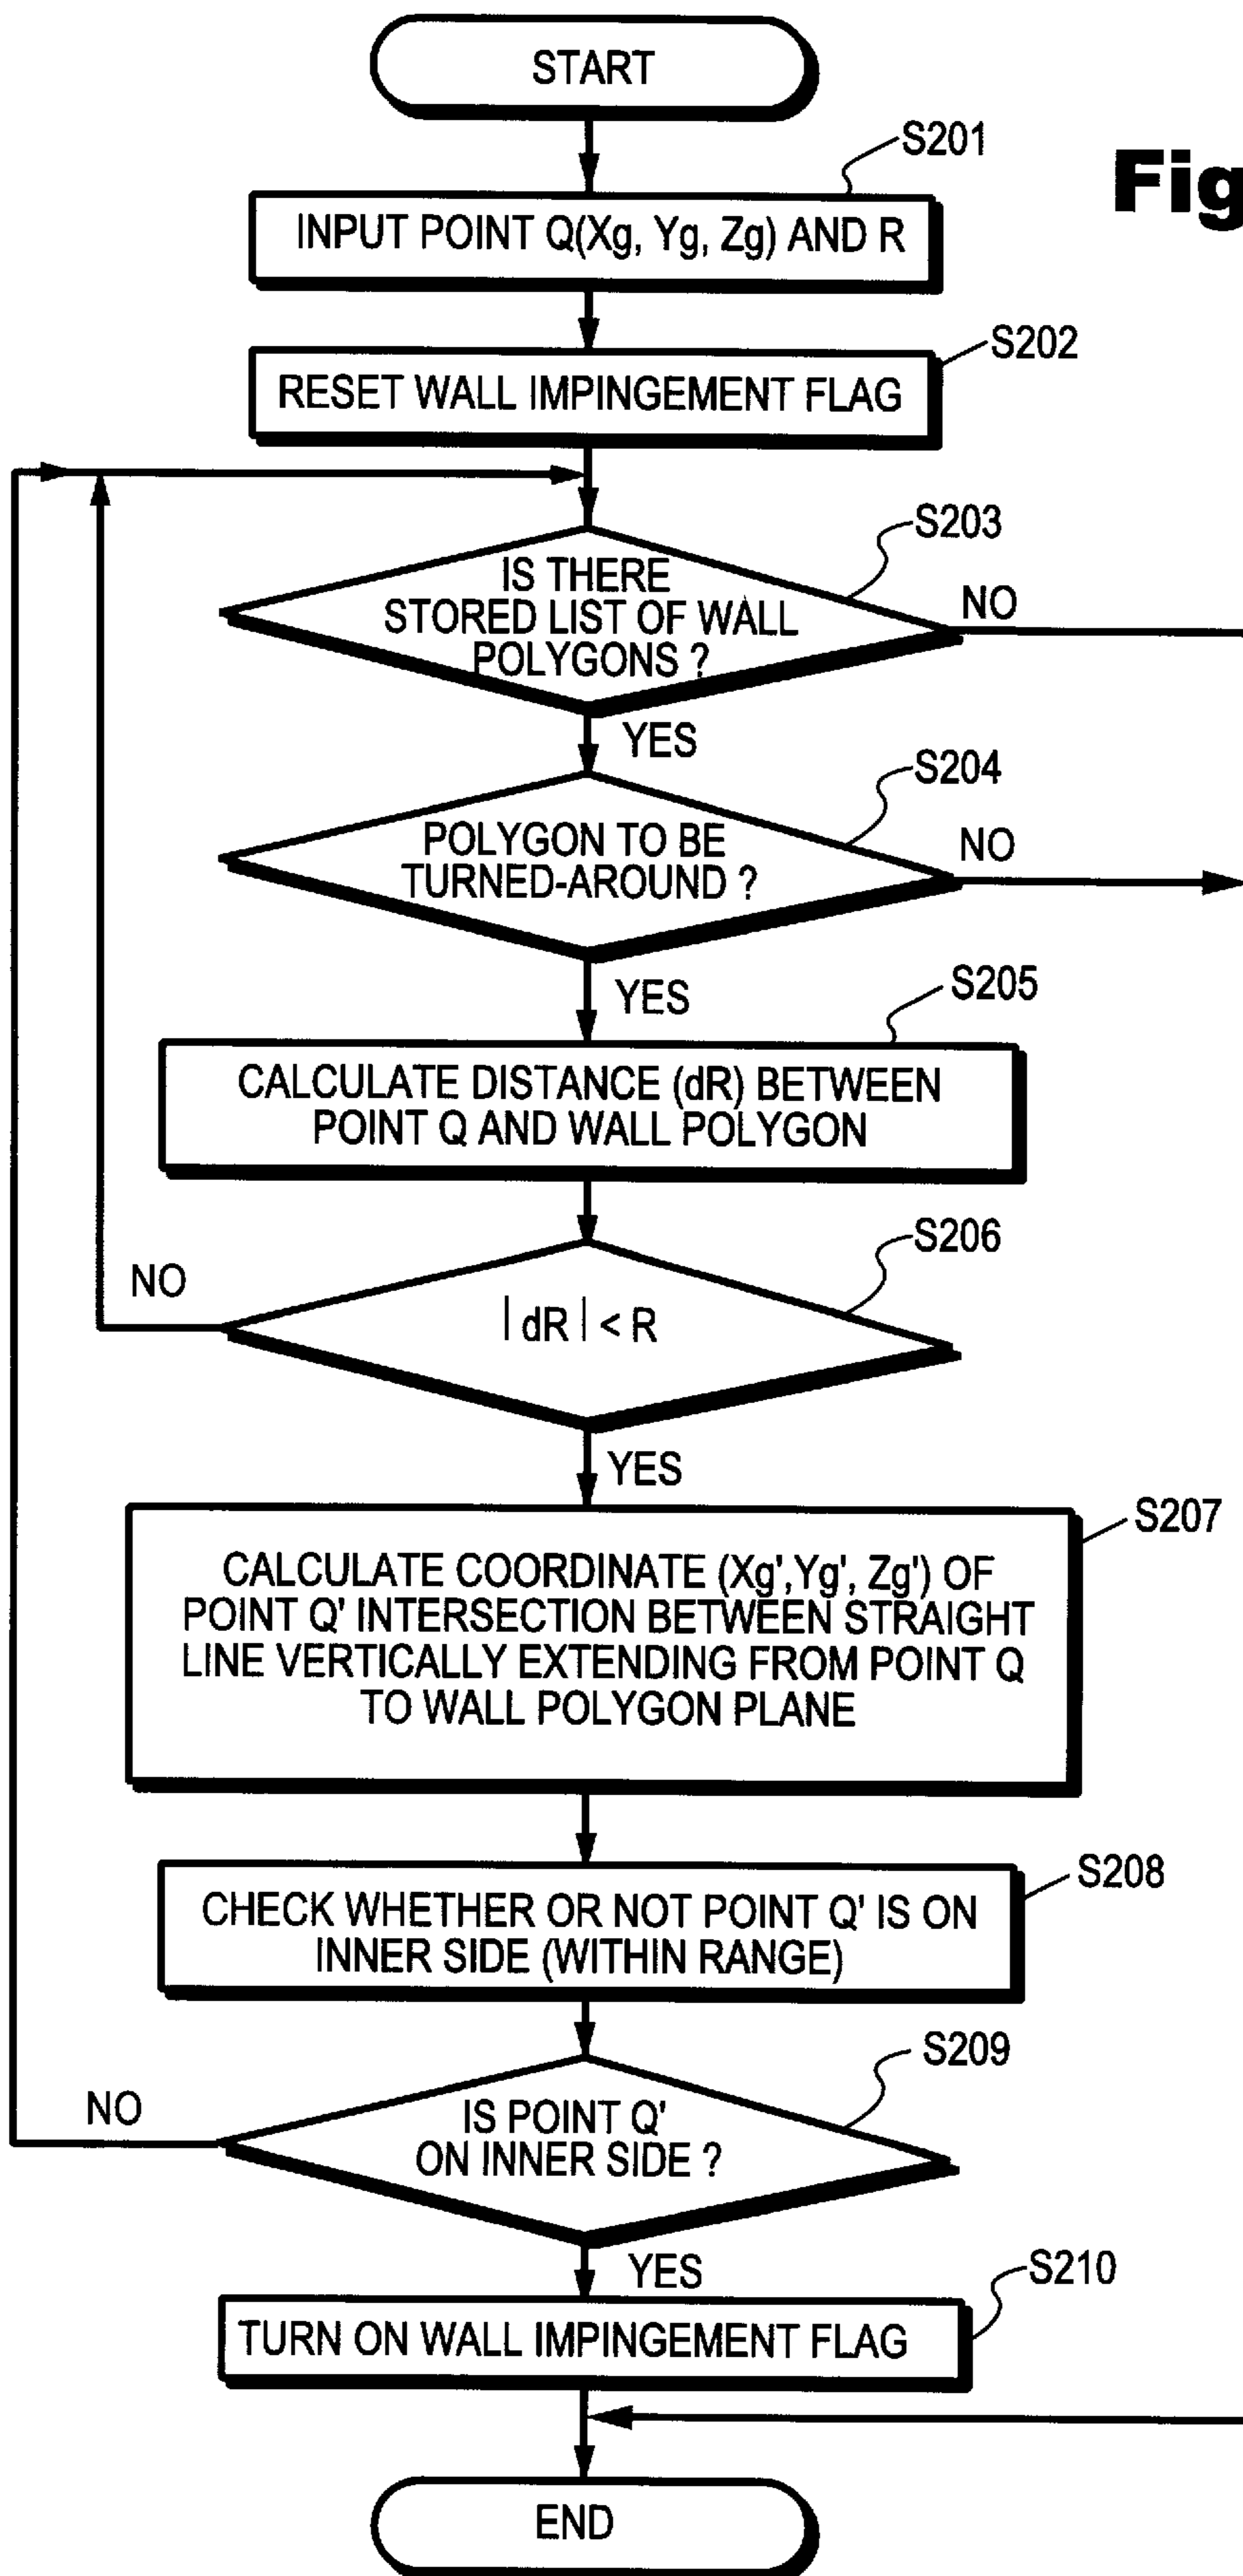 START
S201
Fig
INPUT POINT Q(Xg, Yg, Zg) AND R
S202
RESET WALL IMPINGEMENT FLAG
S203
IS THERE
STORED LIST OF WALL
POLYGONS ?
NO
YES
S204
POLYGON TO BE
TURNED-AROUND ?
NO
YES
S205
CALCULATE DISTANCE (dR) BETWEEN
POINT Q AND WALL POLYGON
S206
NO
| dR | < R
YES
S207
CALCULATE COORDINATE (Xg',Yg', Zg') OF
POINT Q' INTERSECTION BETWEEN STRAIGHT
LINE VERTICALLY EXTENDING FROM POINT Q
TO WALL POLYGON PLANE
S208
CHECK WHETHER OR NOT POINT Q' IS ON
INNER SIDE (WITHIN RANGE)
S209
NO
IS POINT Q'
ON INNER SIDE ?
YES
S210
TURN ON WALL IMPINGEMENT FLAG
END